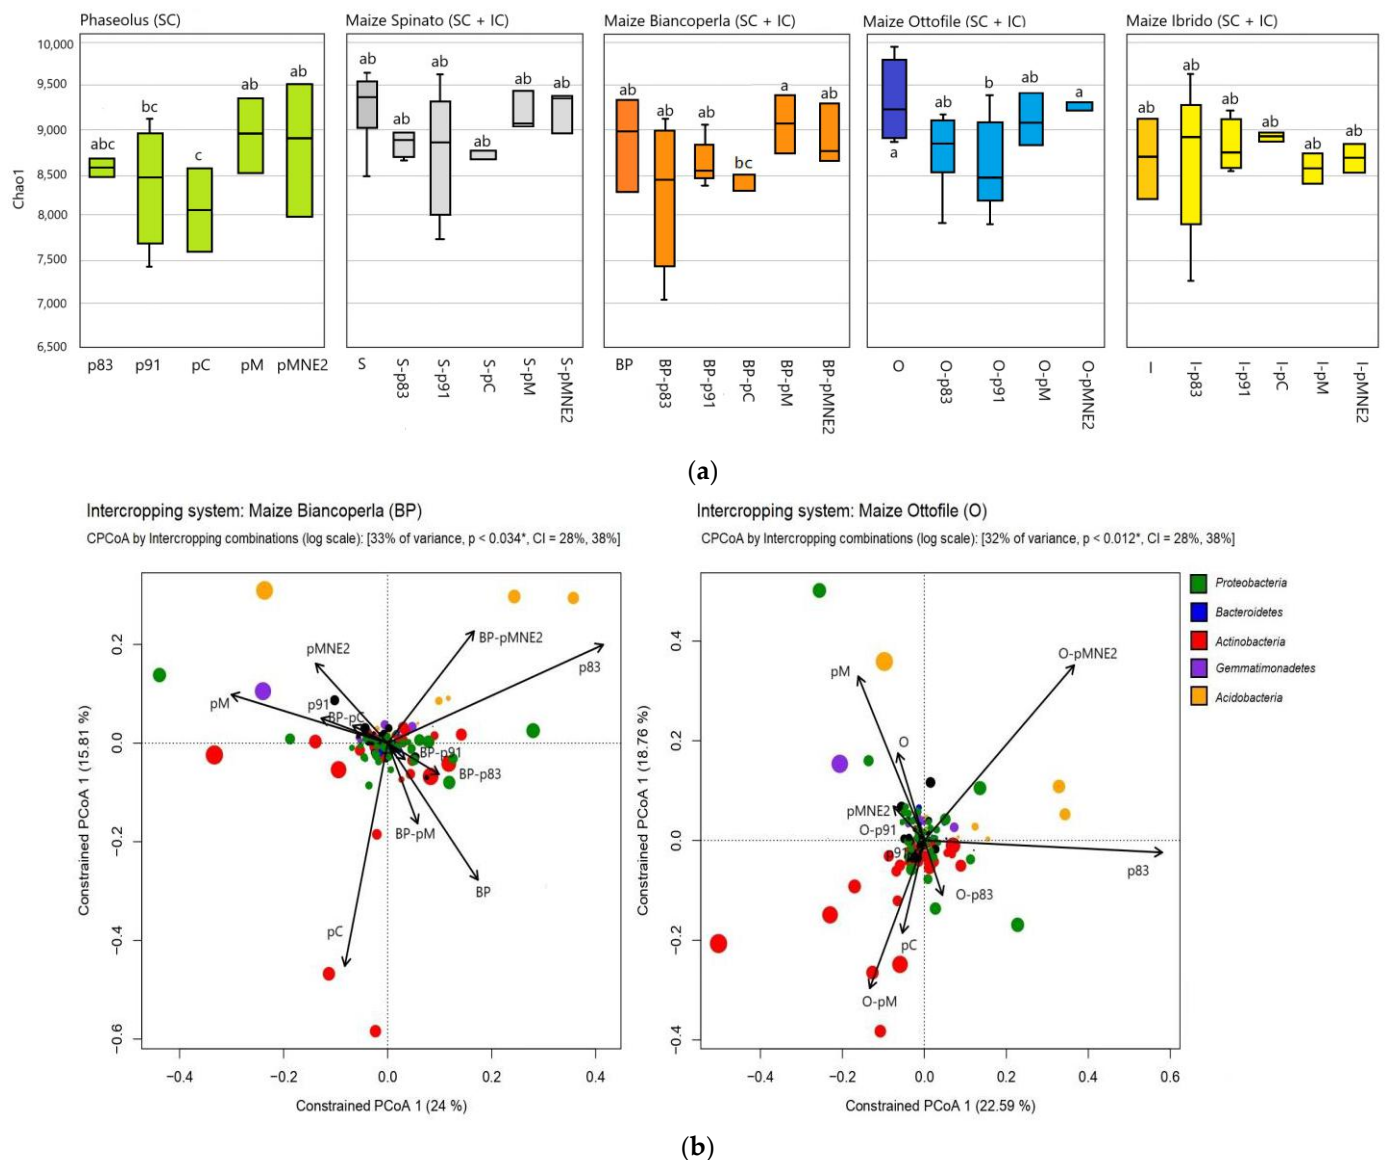 Phaseolus (SC)
Maize Spinato (SC + IC)
Maize Biancoperla (SC + IC)
Maize Ottofile (SC + IC)
Maize Ibrido (SC + IC)
Chao1
10,000
9,500
9,000
8,500
8,000
7,500
7,000
6,500
abc
bc
c
ab
ab
p83
p91
pC
pM
pMNE2
ab
ab
ab
ab
ab
ab
S
S-p83
S-p91
S-pC
S-pM
S-pMNE2
ab
ab
ab
bc
a
ab
BP
BP-p83
BP-p91
BP-pC
BP-pM
BP-pMNE2
a
ab
b
ab
a
O
O-p83
O-p91
O-pM
O-pMNE2
ab
ab
ab
ab
ab
ab
I
I-p83
I-p91
I-pC
I-pM
I-pMNE2
(a)
Intercropping system: Maize Biancoperla (BP)
CPCoA by Intercropping combinations (log scale): [33% of variance, p < 0.034*, CI = 28%, 38%]
Constrained PCoA 1 (15.81 %)
0.2
0.0
−0.2
−0.4
−0.6
pMNE2
BP-pMNE2
p83
pM
p91
BP-pC
BP-p91
BP-p83
BP-pM
BP
pC
−0.4
−0.2
0.0
0.2
0.4
Constrained PCoA 1 (24 %)
Intercropping system: Maize Ottofile (O)
CPCoA by Intercropping combinations (log scale): [32% of variance, p < 0.012*, CI = 28%, 38%]
Constrained PCoA 1 (18.76 %)
0.4
0.2
0.0
−0.2
−0.4
O-pMNE2
pM
O
pMNE2
O-p91
p91
p83
O-p83
pC
O-pM
−0.4
−0.2
0.0
0.2
0.4
0.6
Constrained PCoA 1 (22.59 %)
Proteobacteria
Bacteroidetes
Actinobacteria
Gemmatimonadetes
Acidobacteria
(b)